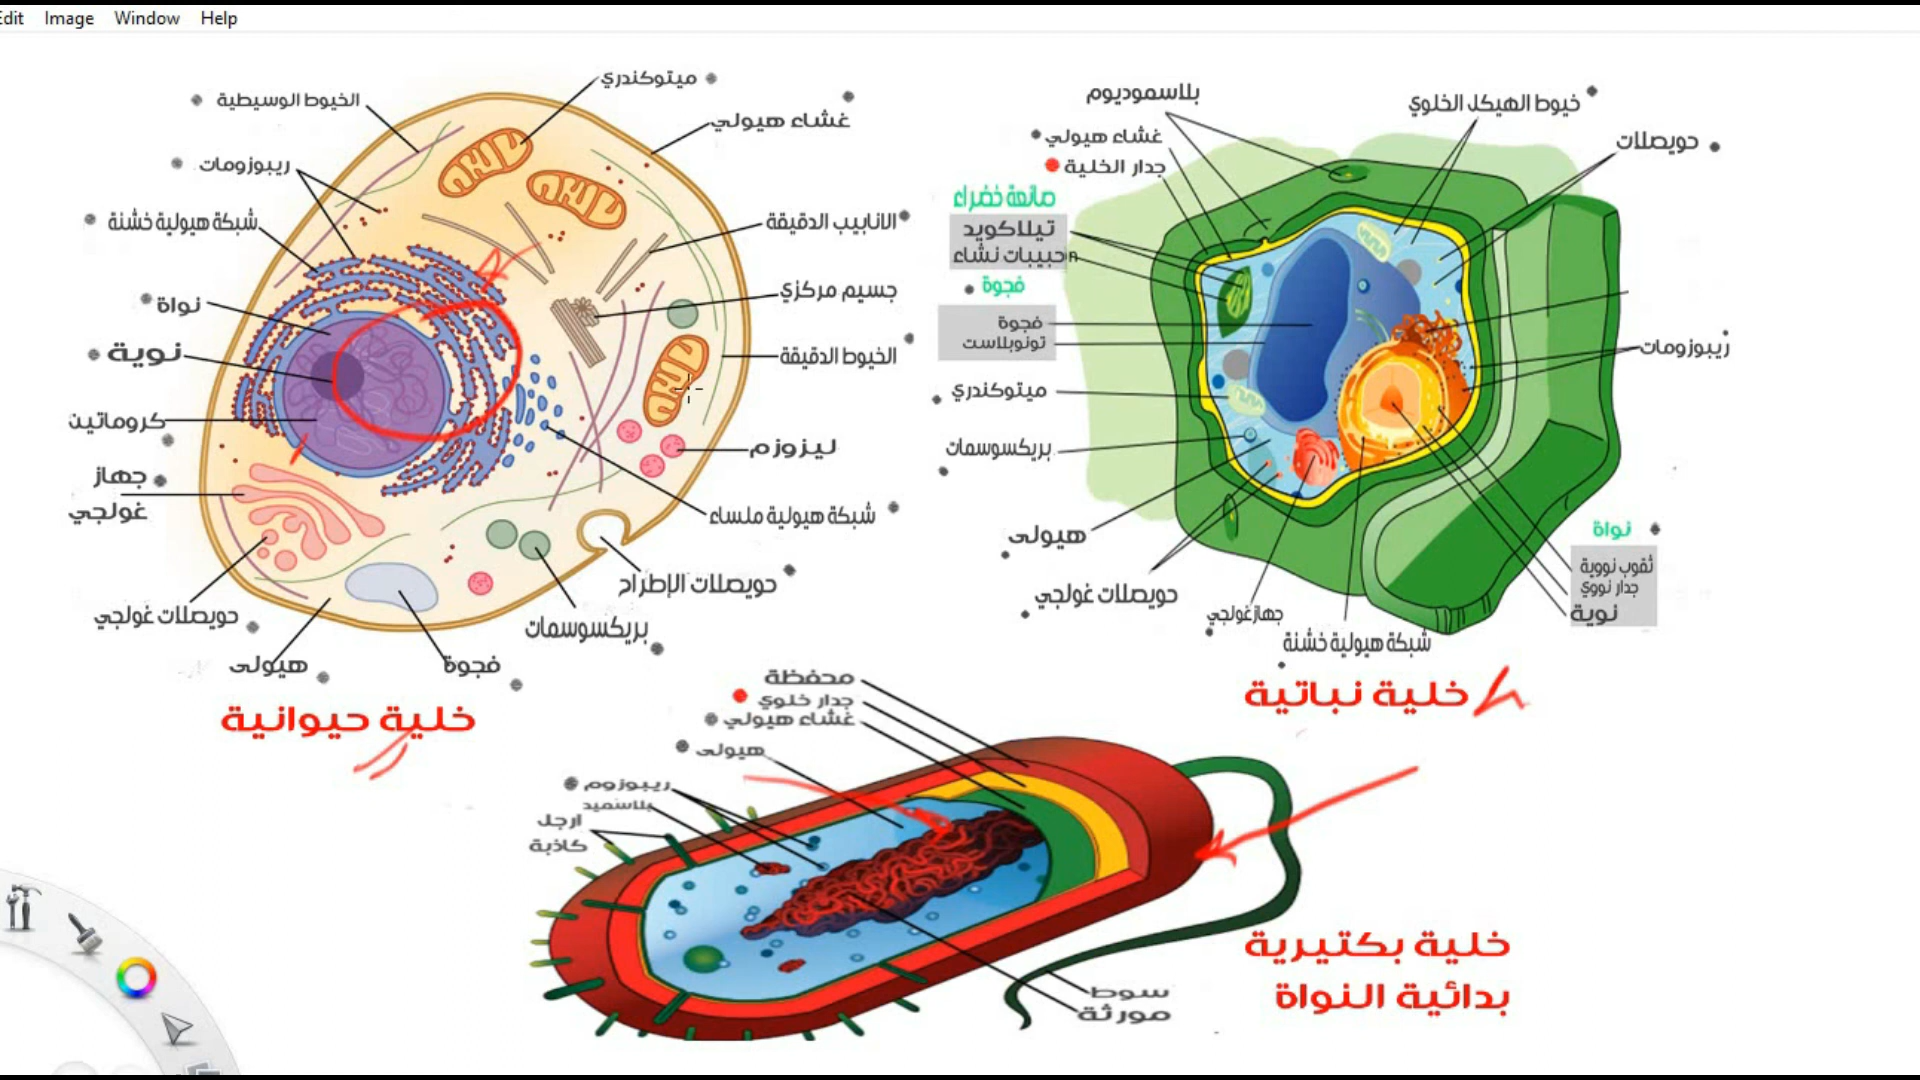 Edit Image Window Help
ميتوكندري
الخيوط الوسيطية
غشاء هيولي
ريبوزومات
شبكة هيولية خشنة
الانابيب الدقيقة
نواة
جسيم مركزي
نوية
الخيوط الدقيقة
كروماتين
ليزوزم
جهاز
غولجي
شبكة هيولية ملساء
حويصلات الإطراح
حويصلات غولجي
بريكسوسمات
هيولى
فجوة
خلية حيوانية
بلاسموديوم
خيوط الهيكل الخلوي
غشاء هيولي
حويصلات
جدار الخلية
صانعة خضراء
تيلاكويد
حبيبات نشاء
فجوة
فجوة
تونوبلاست
ريبوزومات
ميتوكندري
بريكسوسمات
هيولى
نواة
ثقوب نووية
جدار نووي
نوية
حويصلات غولجي
جهاز غولجي
شبكة هيولية خشنة
خلية نباتية
محفظة
جدار خلوي
غشاء هيولي
هيولى
ريبوزوم
بلاسميد
ارجل
كاذبة
سوط
مورثة
خلية بكتيرية
بدائية النواة